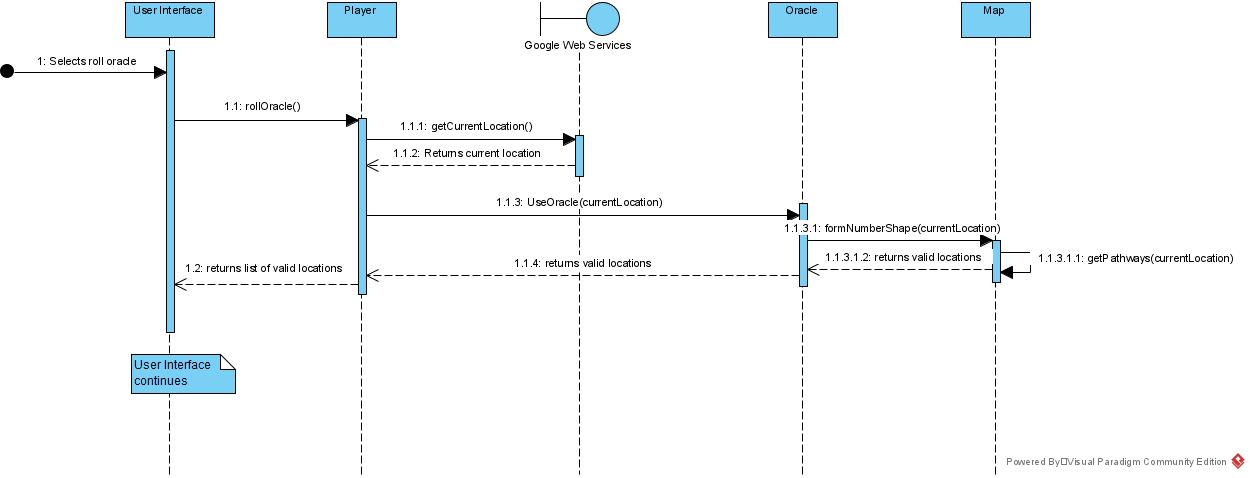 User Interface
Player
Google Web Services
Oracle
Map
1: Selects roll oracle
1.1: rollOracle()
1.1.1: getCurrentLocation()
1.1.2: Returns current location
1.1.3: UseOracle(currentLocation)
1.1.3.1: formNumberShape(currentLocation)
1.1.3.1.1: getPathways(currentLocation)
1.1.3.1.2: returns valid locations
1.1.4: returns valid locations
1.2: returns list of valid locations
User Interface
continues
Powered By□Visual Paradigm Community Edition